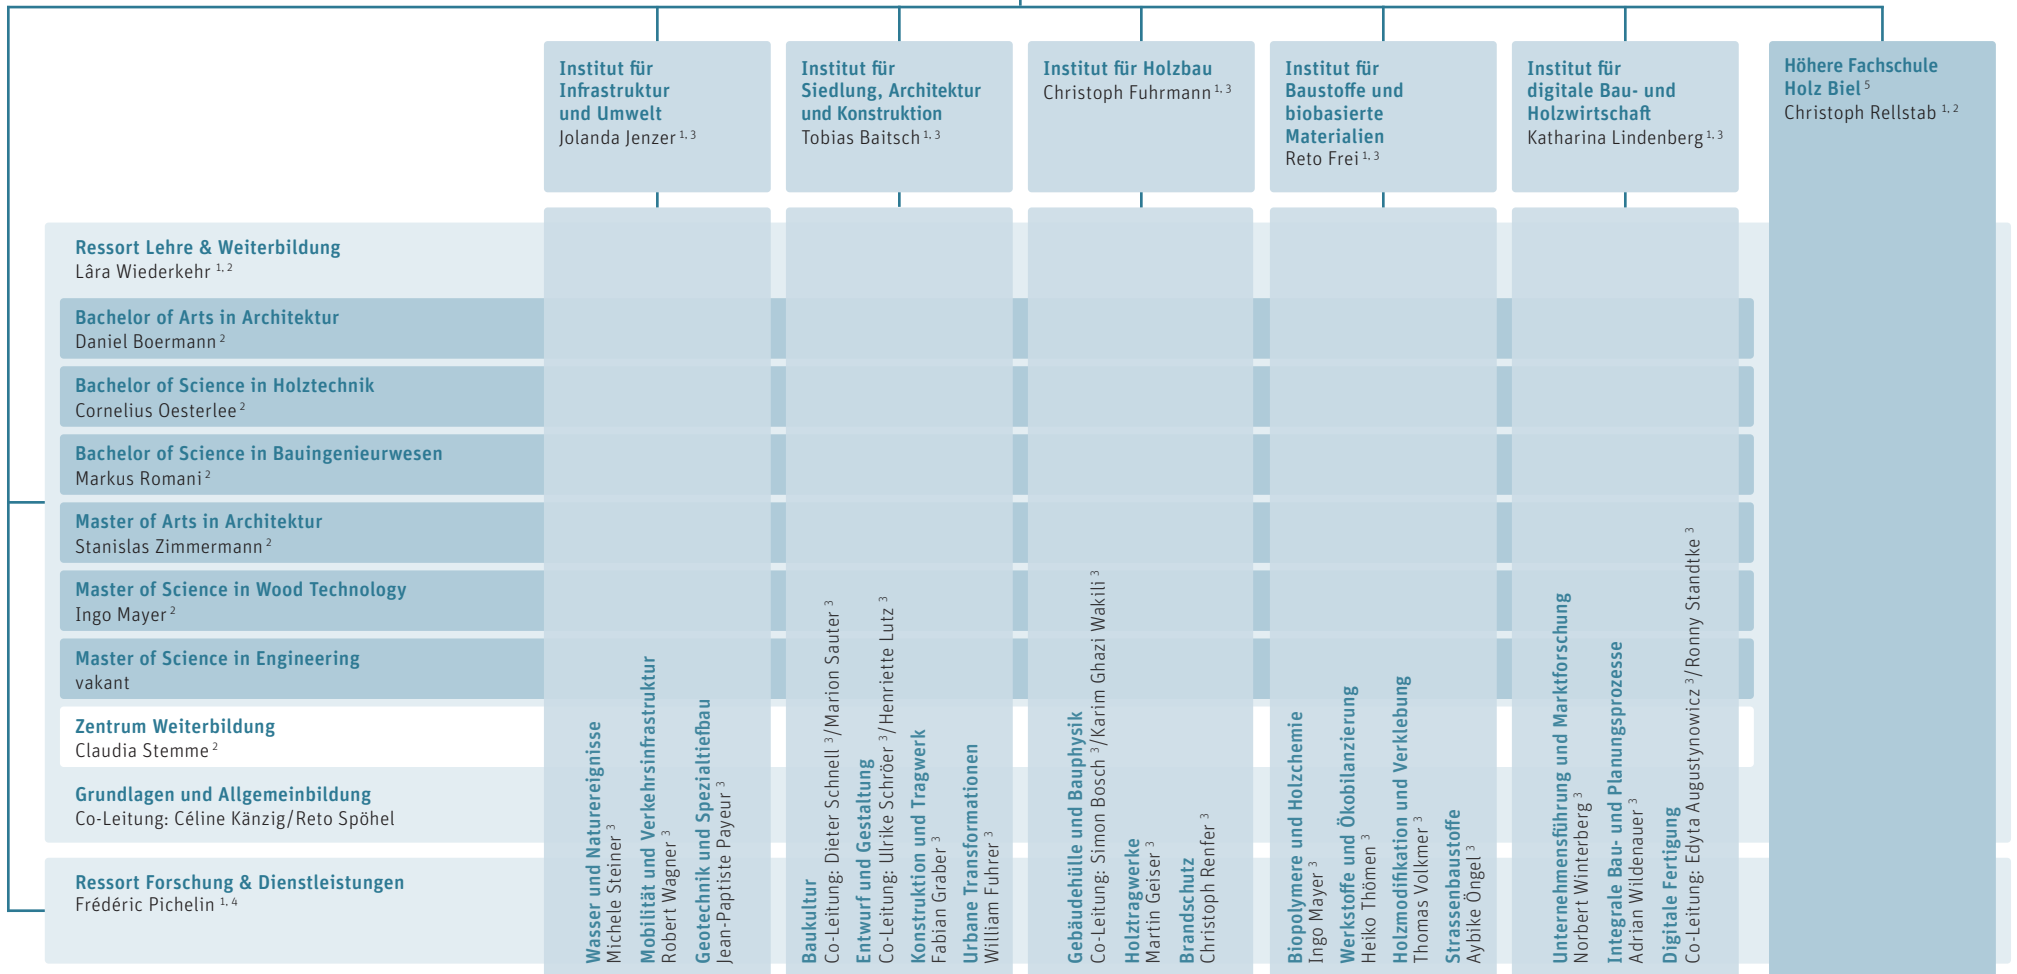 Institut für
Infrastruktur
und Umwelt
Jolanda Jenzer 1, 3
Institut für
Siedlung, Architektur
und Konstruktion
Tobias Baitsch 1, 3
Institut für Holzbau
Christoph Fuhrmann 1, 3
Institut für
Baustoffe und
biobasierte
Materialien
Reto Frei 1, 3
Institut für
digitale Bau- und
Holzwirtschaft
Katharina Lindenberg 1, 3
Höhere Fachschule
Holz Biel 5
Christoph Rellstab 1, 2
Ressort Lehre & Weiterbildung
Lâra Wiederkehr 1, 2
Bachelor of Arts in Architektur
Daniel Boermann 2
Bachelor of Science in Holztechnik
Cornelius Oesterlee 2
Bachelor of Science in Bauingenieurwesen
Markus Romani 2
Master of Arts in Architektur
Stanislas Zimmermann 2
Master of Science in Wood Technology
Ingo Mayer 2
Master of Science in Engineering
vakant
Zentrum Weiterbildung
Claudia Stemme 2
Grundlagen und Allgemeinbildung
Co-Leitung: Céline Känzig/Reto Spöhel
Ressort Forschung & Dienstleistungen
Frédéric Pichelin 1, 4
Wasser und Naturereignisse
Michele Steiner 3
Mobilität und Verkehrsinfrastruktur
Robert Wagner 3
Geotechnik und Spezialtiefbau
Jean-Paptiste Payeur 3
Baukultur
Co-Leitung: Dieter Schnell 3/Marion Sauter 3
Entwurf und Gestaltung
Co-Leitung: Ulrike Schröer 3/Henriette Lutz 3
Konstruktion und Tragwerk
Fabian Graber 3
Urbane Transformationen
William Fuhrer 3
Gebäudehülle und Bauphysik
Co-Leitung: Simon Bosch 3/Karim Ghazi Wakili 3
Holztragwerke
Martin Geiser 3
Brandschutz
Christoph Renfer 3
Biopolymere und Holzchemie
Ingo Mayer 3
Werkstoffe und Ökobilanzierung
Heiko Thömen 3
Holzmodifikation und Verklebung
Thomas Volkmer 3
Strassenbaustoffe
Aybike Öngel 3
Unternehmensführung und Marktforschung
Norbert Winterberg 3
Integrale Bau- und Planungsprozesse
Adrian Wildenauer 3
Digitale Fertigung
Co-Leitung: Edyta Augustynowicz 3/Ronny Standtke 3